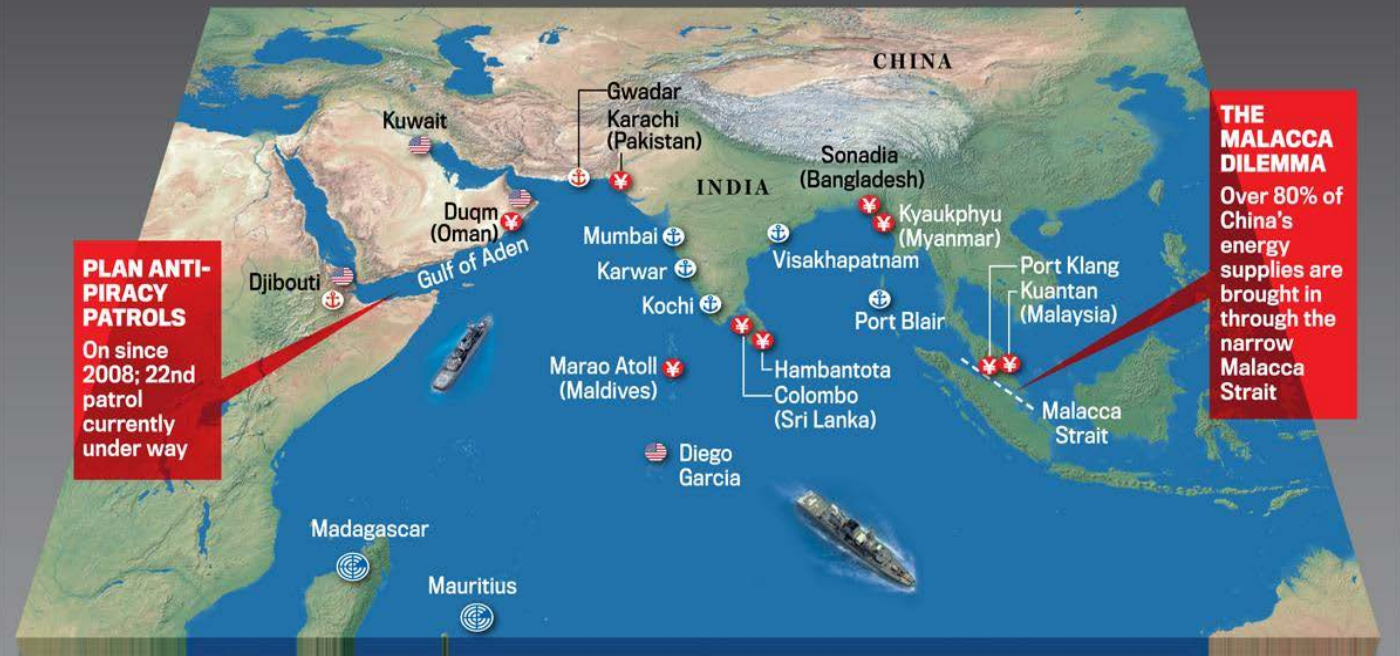 CHINA
Gwadar
Karachi
(Pakistan)
Kuwait
THE
MALACCA
DILEMMA
Over 80% of
China's
energy
supplies are
brought in
through the
narrow
Malacca
Strait
Sonadia
(Bangladesh)
INDIA
Duqm
(Oman)
Kyaukphyu
(Myanmar)
Mumbai
Visakhapatnam
Gulf of Aden
PLAN ANTI-
PIRACY
PATROLS
On since
2008; 22nd
patrol
currently
under way
Djibouti
Karwar
Port Klang
Kuantan
(Malaysia)
Kochi
Port Blair
Marao Atoll
(Maldives)
Hambantota
Colombo
(Sri Lanka)
Malacca
Strait
Diego
Garcia
Madagascar
Mauritius
¥
¥
¥
¥
¥
¥
¥
¥
¥